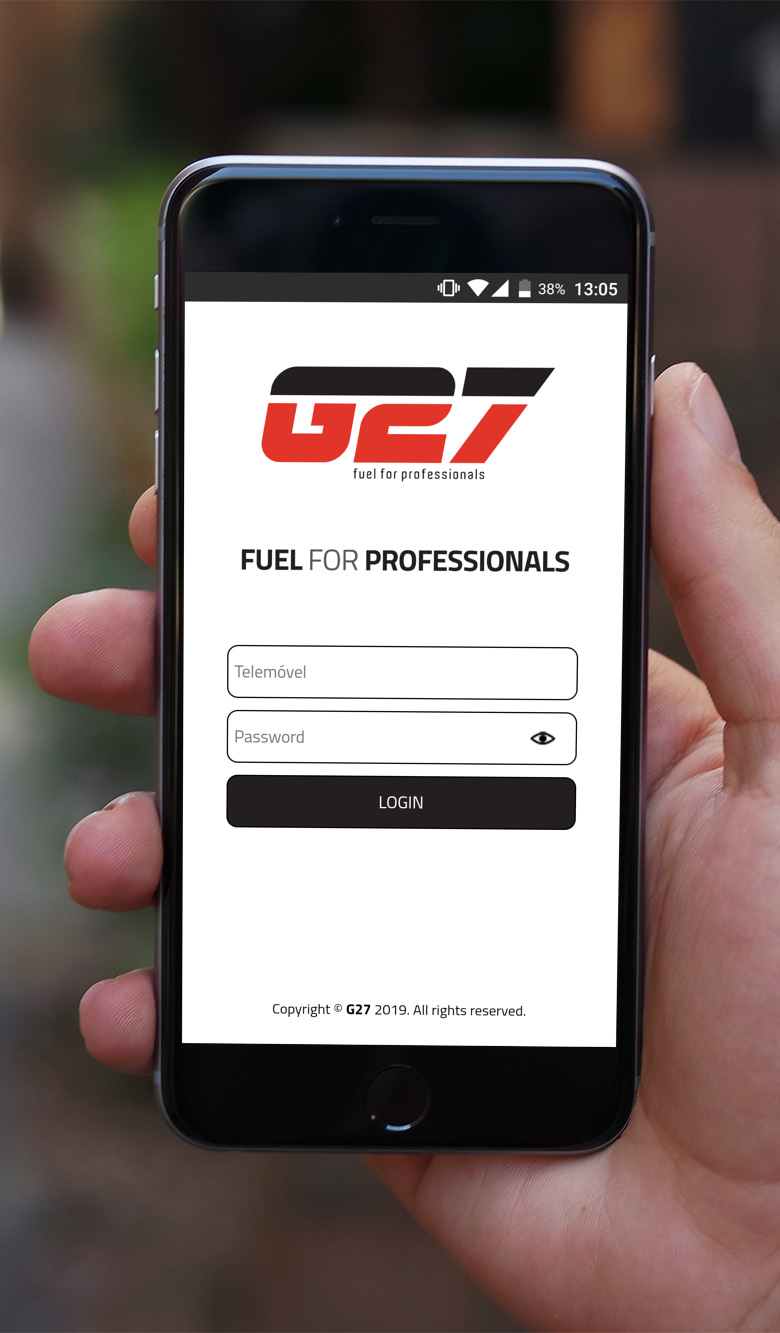 38% 13:05
G27
fuel for professionals
FUEL FOR PROFESSIONALS
Telemóvel
Password
LOGIN
Copyright © G27 2019. All rights reserved.